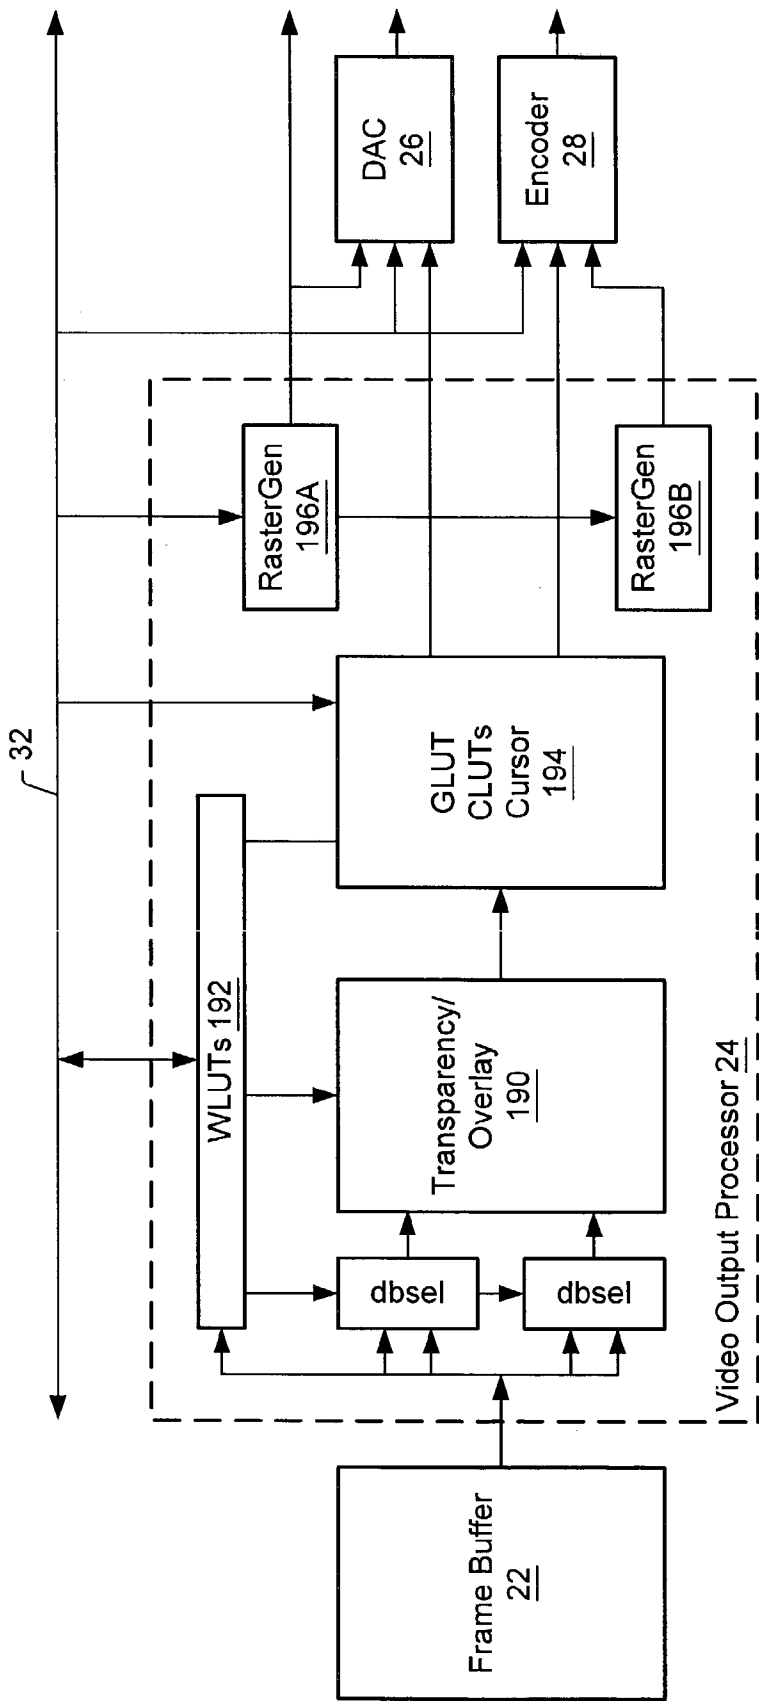 32
WLUTs 192
RasterGen
196A
DAC
26
Frame Buffer
22
dbsel
dbsel
Transparency/
Overlay
190
GLUT
CLUTs
Cursor
194
RasterGen
196B
Encoder
28
Video Output Processor 24